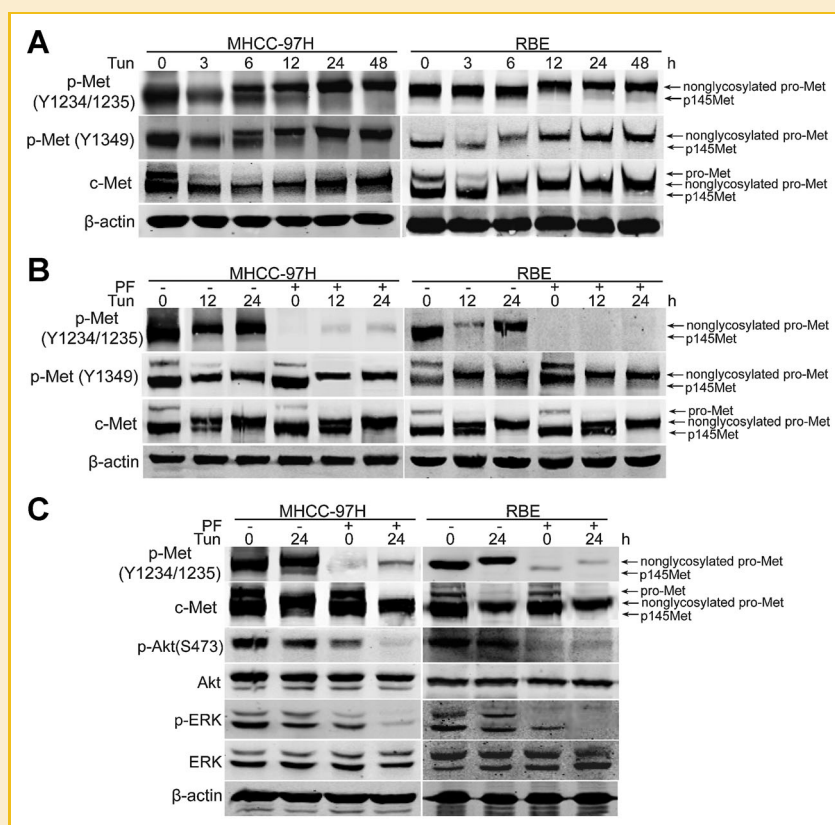 A
MHCC-97H RBE
Tun 0 3 6 12 24 48 0 3 6 12 24 48 h
p-Met
(Y1234/1235)
nonglycosylated pro-Met
p145Met
p-Met (Y1349)
nonglycosylated pro-Met
p145Met
c-Met
pro-Met
nonglycosylated pro-Met
p145Met
β-actin
B
MHCC-97H RBE
PF - - - + + + - - - + + +
Tun 0 12 24 0 12 24 0 12 24 0 12 24 h
p-Met
(Y1234/1235)
nonglycosylated pro-Met
p145Met
p-Met (Y1349)
nonglycosylated pro-Met
p145Met
c-Met
pro-Met
nonglycosylated pro-Met
p145Met
β-actin
C
MHCC-97H RBE
PF - - + + - - + +
Tun 0 24 0 24 0 24 0 24 h
p-Met
(Y1234/1235)
nonglycosylated pro-Met
p145Met
c-Met
pro-Met
nonglycosylated pro-Met
p145Met
p-Akt(S473)
Akt
p-ERK
ERK
β-actin